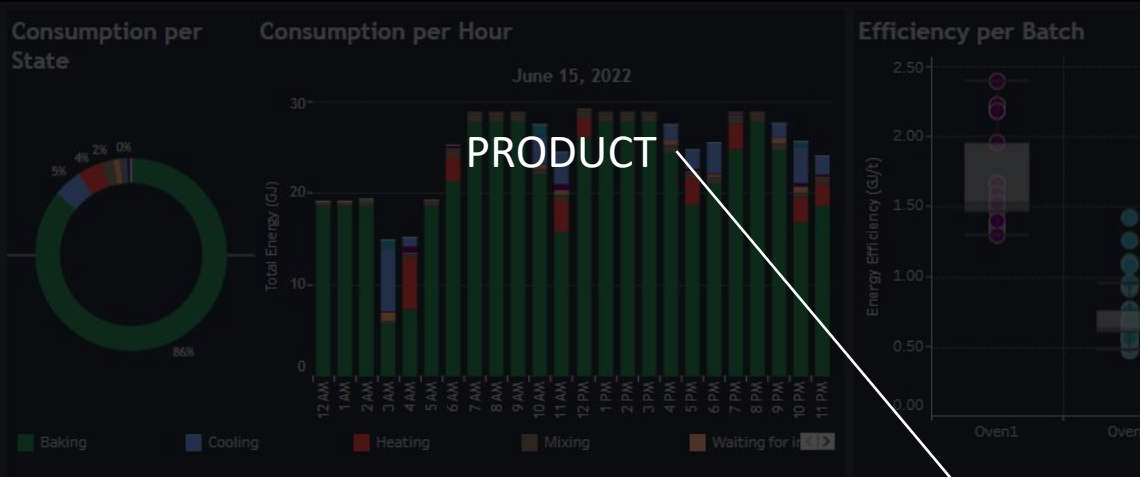 Consumption per
State
Consumption per Hour
Efficiency per Batch
June 15, 2022
PRODUCT
0%
2%
4%
5%
86%
Total Energy (GJ)
30
20
10
0
12 AM
1 AM
2 AM
3 AM
4 AM
5 AM
6 AM
7 AM
8 AM
9 AM
10 AM
11 AM
12 PM
1 PM
2 PM
3 PM
4 PM
5 PM
6 PM
7 PM
8 PM
9 PM
10 PM
11 PM
Baking
Cooling
Heating
Mixing
Waiting for
Energy Efficiency (GJ/t)
2.50
2.00
1.50
1.00
0.50
0.00
Oven1
Oven